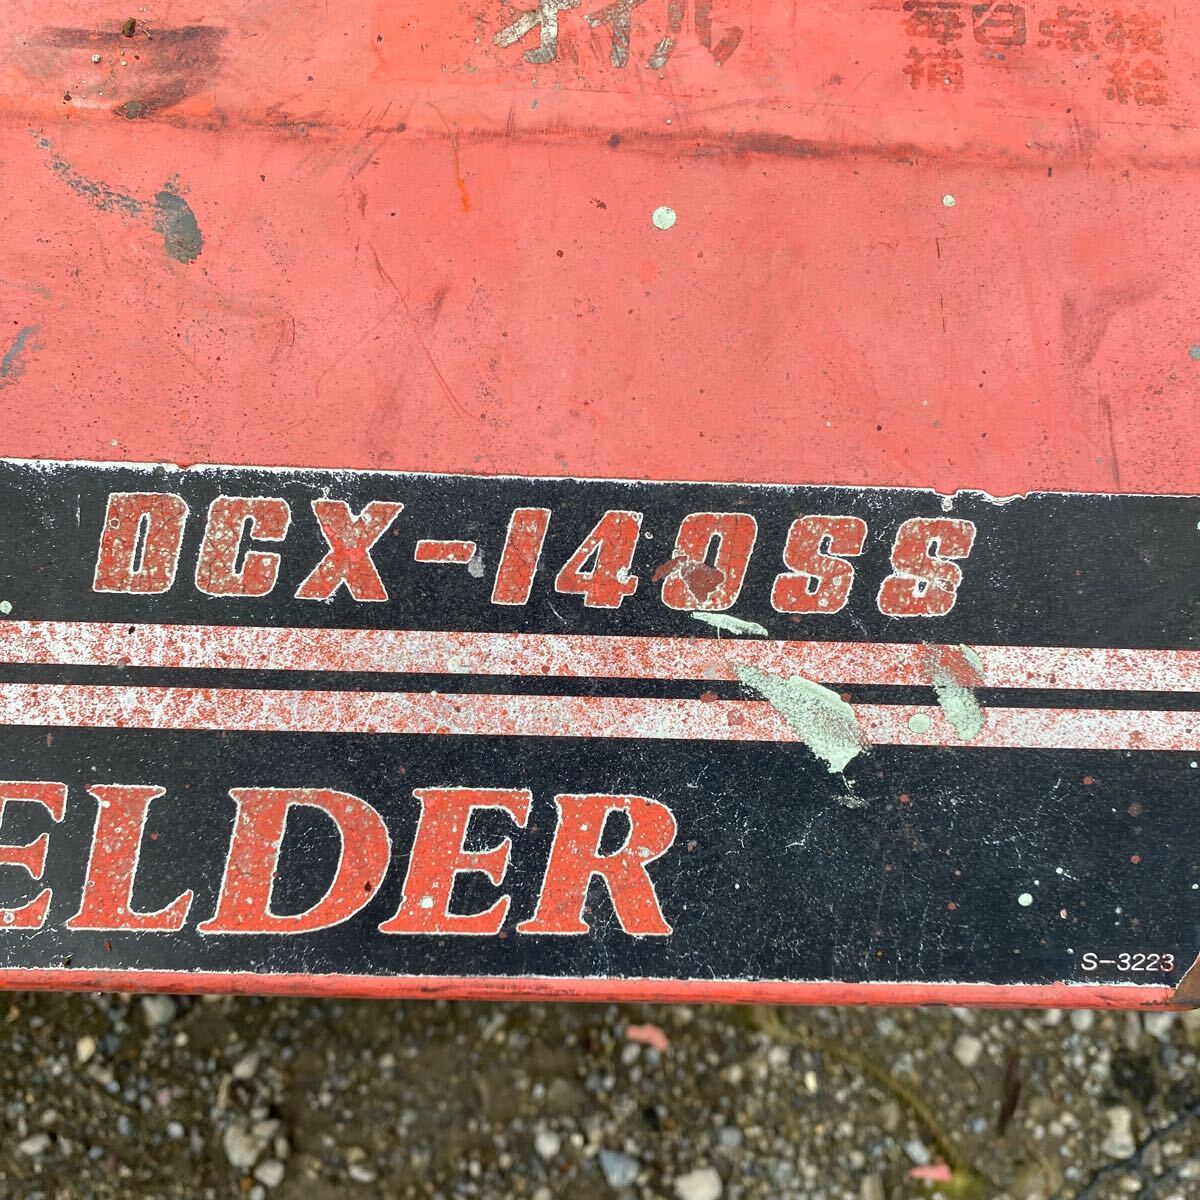 オイル
毎日点検
補 給
DCX-140SS
ELDER
S-3223